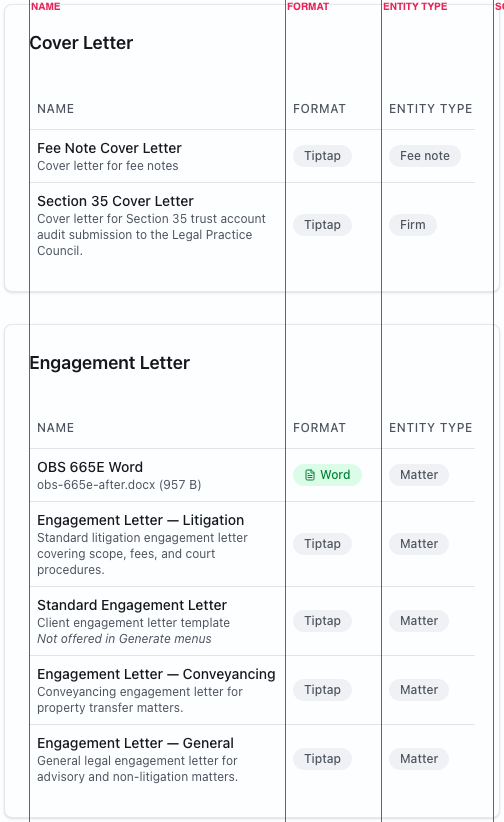 NAME FORMAT ENTITY TYPE
Cover Letter
NAME FORMAT ENTITY TYPE
Fee Note Cover Letter
Cover letter for fee notes
Tiptap Fee note
Section 35 Cover Letter
Cover letter for Section 35 trust account
audit submission to the Legal Practice
Council.
Tiptap Firm
Engagement Letter
NAME FORMAT ENTITY TYPE
OBS 665E Word
obs-665e-after.docx (957 B)
Word Matter
Engagement Letter — Litigation
Standard litigation engagement letter
covering scope, fees, and court
procedures.
Tiptap Matter
Standard Engagement Letter
Client engagement letter template
Not offered in Generate menus
Tiptap Matter
Engagement Letter — Conveyancing
Conveyancing engagement letter for
property transfer matters.
Tiptap Matter
Engagement Letter — General
General legal engagement letter for
advisory and non-litigation matters.
Tiptap Matter